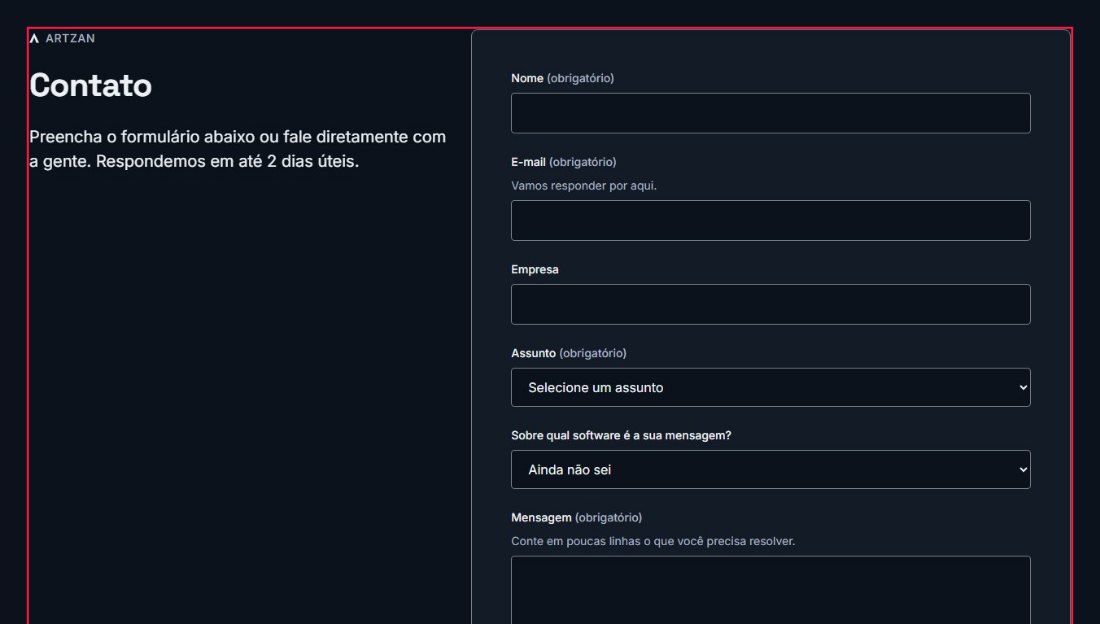 ARTZAN
Contato
Preencha o formulário abaixo ou fale diretamente com
a gente. Respondemos em até 2 dias úteis.
Nome (obrigatório)
E-mail (obrigatório)
Vamos responder por aqui.
Empresa
Assunto (obrigatório)
Selecione um assunto
Sobre qual software é a sua mensagem?
Ainda não sei
Mensagem (obrigatório)
Conte em poucas linhas o que você precisa resolver.